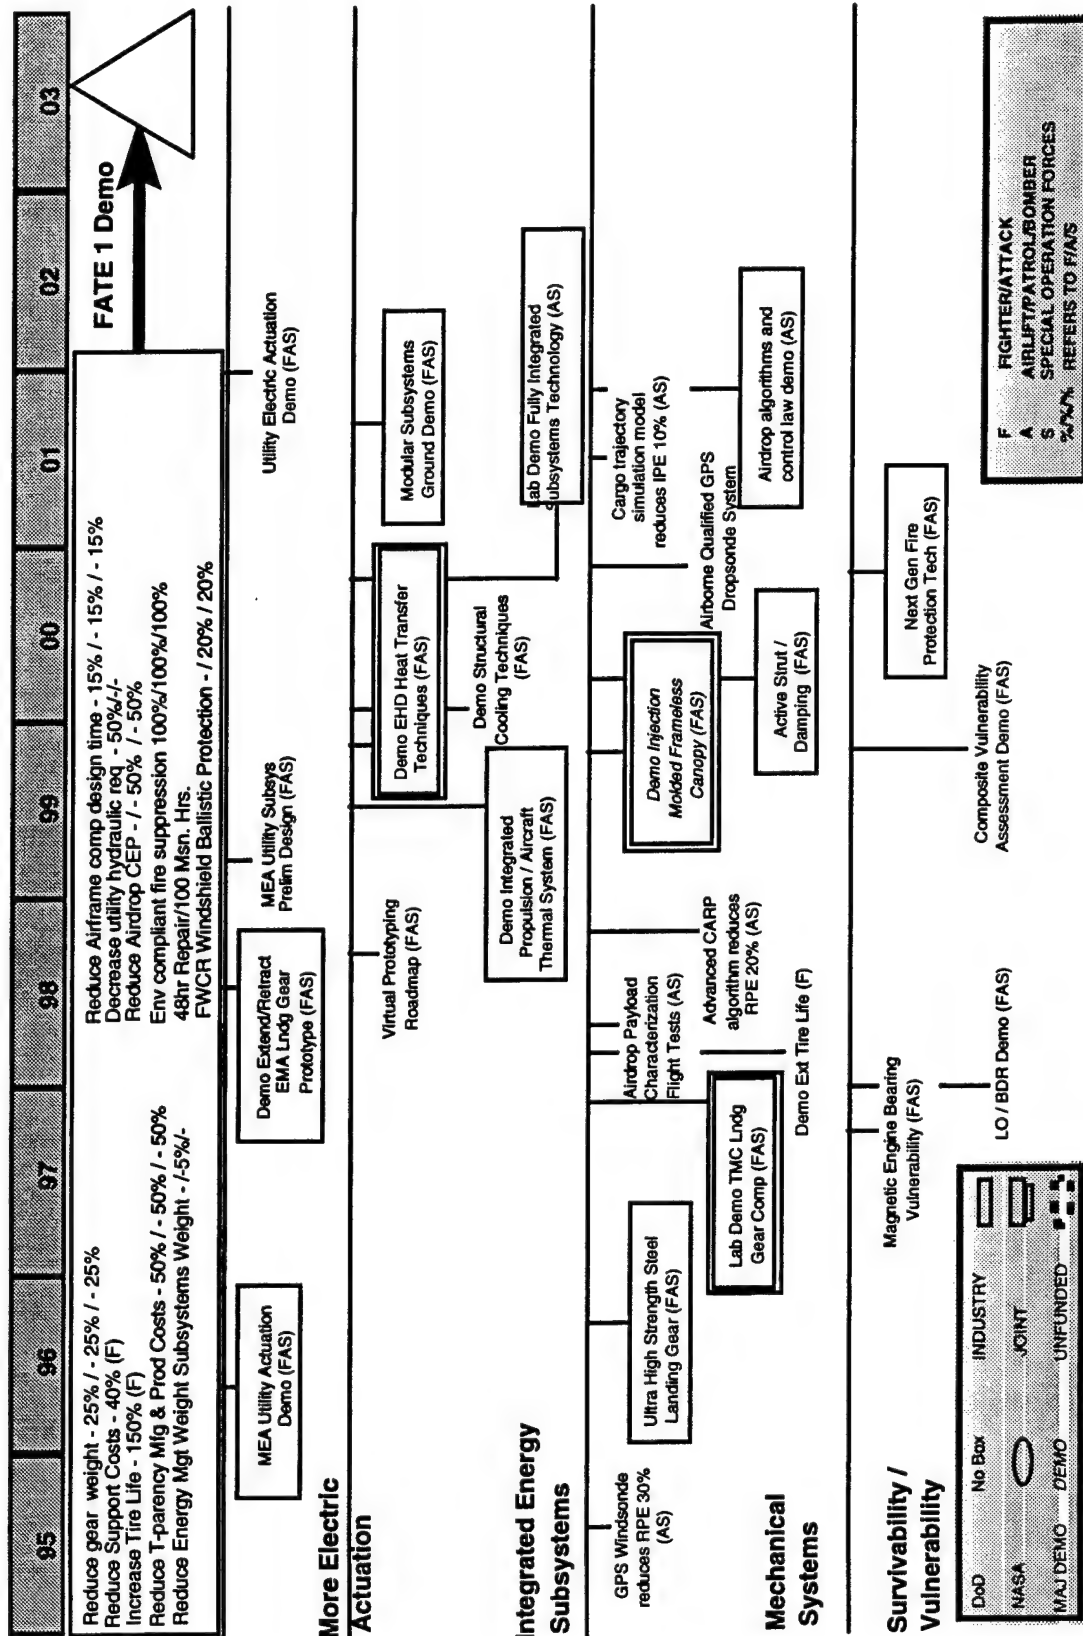 95 96 97 98 99 00 01 02 03
Reduce gear weight - 25% / - 25% / - 25%
Reduce Support Costs - 40% (F)
Increase Tire Life - 150% (F)
Reduce T-parency Mfg & Prod Costs - 50% / - 50% / - 50%
Reduce Energy Mgt Weight Subsystems Weight - /-5%/-
Reduce Airframe comp design time - 15% / - 15% / - 15%
Decrease utility hydraulic req - 50%/-/-
Reduce Airdrop CEP - / - 50% / - 50%
Env compliant fire suppression 100%/100%/100%
48hr Repair/100 Msn. Hrs.
FWCR Windshield Ballistic Protection - / 20% / 20%
FATE 1 Demo
More Electric
Actuation
MEA Utility Actuation
Demo (FAS)
Demo Extend/Retract
EMA Lndg Gear
Prototype (FAS)
MEA Utility Subsys
Prelim Design (FAS)
Utility Electric Actuation
Demo (FAS)
Integrated Energy
Subsystems
Virtual Prototyping
Roadmap (FAS)
Demo Integrated
Propulsion / Aircraft
Thermal System (FAS)
Demo EHD Heat Transfer
Techniques (FAS)
Demo Structural
Cooling Techniques
(FAS)
Modular Subsystems
Ground Demo (FAS)
Lab Demo Fully Integrated
Subsystems Technology (AS)
Mechanical
Systems
GPS Windsonde
reduces RPE 30%
(AS)
Ultra High Strength Steel
Landing Gear (FAS)
Lab Demo TMC Lndg
Gear Comp (FAS)
Airdrop Payload
Characterization
Flight Tests (AS)
Demo Ext Tire Life (F)
Advanced CARP
algorithm reduces
RPE 20% (AS)
Demo Injection
Molded Frameless
Canopy (FAS)
Active Strut /
Damping (FAS)
Airborne Qualified GPS
Dropsonde System
Cargo trajectory
simulation model
reduces IPE 10% (AS)
Airdrop algorithms and
control law demo (AS)
Survivability /
Vulnerability
Magnetic Engine Bearing
Vulnerability (FAS)
LO / BDR Demo (FAS)
Composite Vulnerability
Assessment Demo (FAS)
Next Gen Fire
Protection Tech (FAS)
DoD No Box INDUSTRY
NASA JOINT
MAJ DEMO DEMO UNFUNDED
F FIGHTER/ATTACK
A AIRLIFT/PATROL/BOMBER
S SPECIAL OPERATION FORCES
%/%/% REFERS TO F/A/S